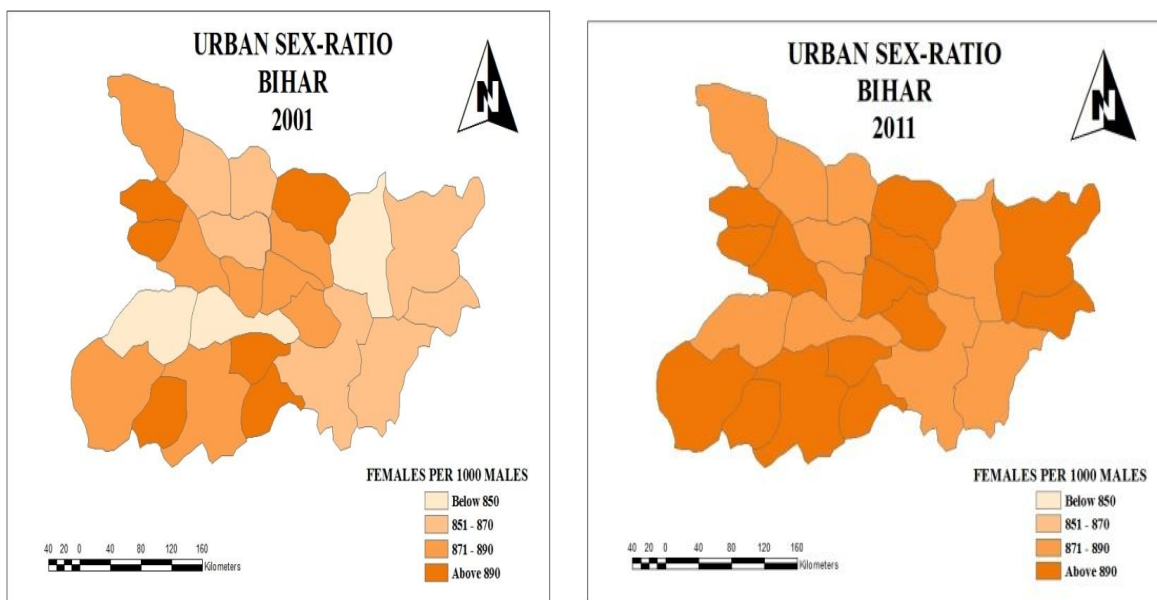 URBAN SEX-RATIO
BIHAR
2001
N
FEMALES PER 1000 MALES
Below 850
851 - 870
871 - 890
Above 890
40 20 0 40 80 120 160
Kilometers
URBAN SEX-RATIO
BIHAR
2011
N
FEMALES PER 1000 MALES
Below 850
851 - 870
871 - 890
Above 890
40 20 0 40 80 120 160
Kilometers